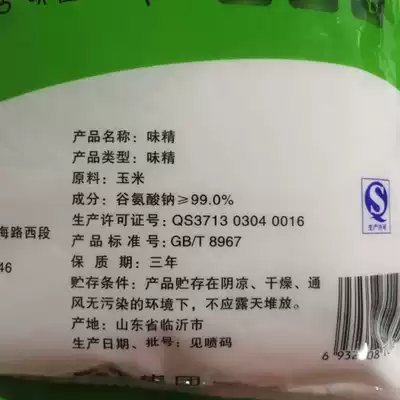 产品名称：味精
产品类型：味精
原料：玉米
成分：谷氨酸钠≥99.0%
生产许可证号：QS3713 0304 0016
海路西段
产品标准号：GB/T 8967
46
保质期：三年
贮存条件：产品贮存在阴凉、干燥、通
风无污染的环境下，不应露天堆放。
产地：山东省临沂市
生产日期、批号：见喷码
QS
生产许可
6 932 08